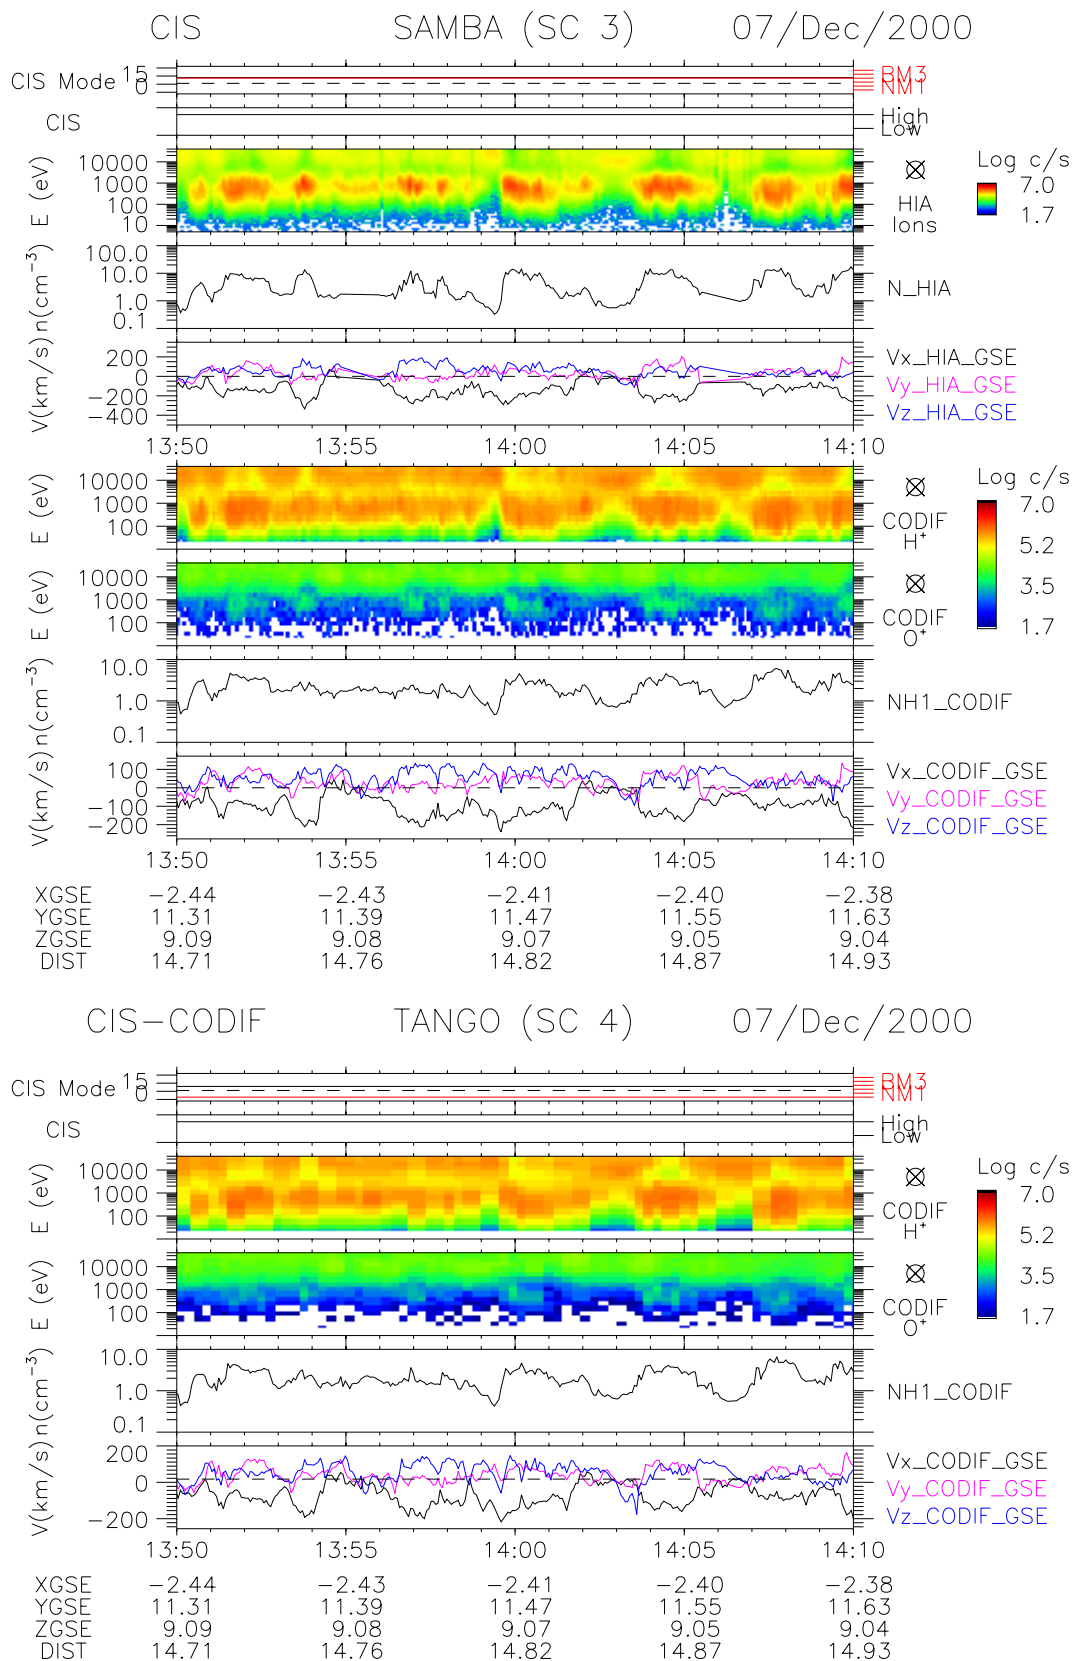 CIS SAMBA (SC 3) 07/Dec/2000
CIS Mode 15 0 BM3 NM1
CIS High Low
E (eV) 10000 1000 100 10 HIA Ions Log c/s 7.0 1.7
n(cm⁻³) 100.0 10.0 1.0 0.1 N_HIA
V(km/s) 200 0 −200 −400 Vx_HIA_GSE
Vy_HIA_GSE
Vz_HIA_GSE
13:50 13:55 14:00 14:05 14:10
E (eV) 10000 1000 100 CODIF H⁺ Log c/s 7.0 5.2 3.5 1.7
E (eV) 10000 1000 100 CODIF O⁺
n(cm⁻³) 10.0 1.0 0.1 NH1_CODIF
V(km/s) 100 0 −100 −200 Vx_CODIF_GSE
Vy_CODIF_GSE
Vz_CODIF_GSE
13:50 13:55 14:00 14:05 14:10
XGSE −2.44 −2.43 −2.41 −2.40 −2.38
YGSE 11.31 11.39 11.47 11.55 11.63
ZGSE 9.09 9.08 9.07 9.05 9.04
DIST 14.71 14.76 14.82 14.87 14.93
CIS−CODIF TANGO (SC 4) 07/Dec/2000
CIS Mode 15 0 BM3 NM1
CIS High Low
E (eV) 10000 1000 100 CODIF H⁺ Log c/s 7.0 5.2 3.5 1.7
E (eV) 10000 1000 100 CODIF O⁺
n(cm⁻³) 10.0 1.0 0.1 NH1_CODIF
V(km/s) 200 0 −200 Vx_CODIF_GSE
Vy_CODIF_GSE
Vz_CODIF_GSE
13:50 13:55 14:00 14:05 14:10
XGSE −2.44 −2.43 −2.41 −2.40 −2.38
YGSE 11.31 11.39 11.47 11.55 11.63
ZGSE 9.09 9.08 9.07 9.05 9.04
DIST 14.71 14.76 14.82 14.87 14.93